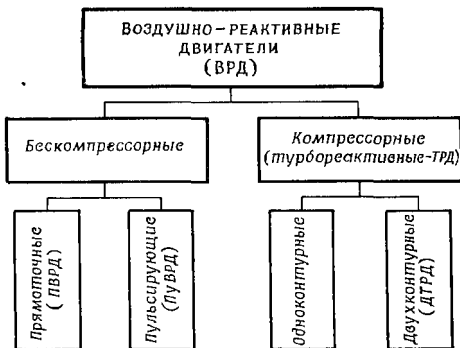 ВОЗДУШНО-РЕАКТИВНЫЕ
ДВИГАТЕЛИ
(ВРД)
Бескомпрессорные
Компрессорные
(турбореактивные-ТРД)
Прямоточные
(ПВРД)
Пульсирующие
(ПуВРД)
Одноконтурные
Двухконтурные
(ДТРД)